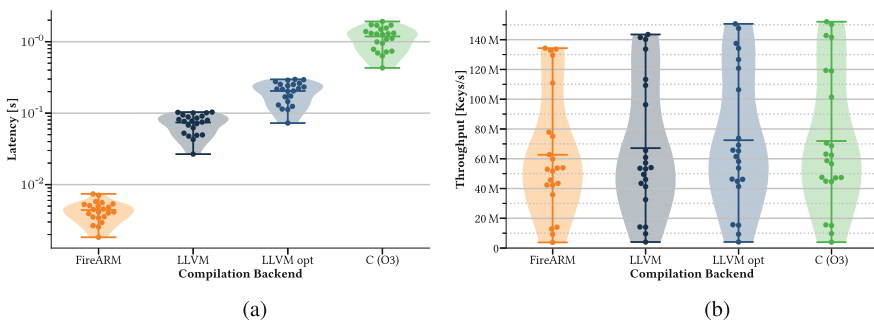 10⁻⁰
10⁻¹
10⁻²
Latency [s]
FireARM LLVM LLVM opt C (O3)
Compilation Backend
(a)
140 M
120 M
100 M
80 M
60 M
40 M
20 M
0
Throughput [Keys/s]
FireARM LLVM LLVM opt C (O3)
Compilation Backend
(b)